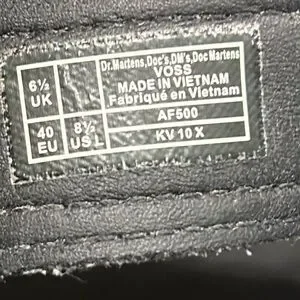 Dr.Martens,Doc's,DM's,Doc Martens
VOSS
MADE IN VIETNAM
Fabriqué en Vietnam
6½
UK
AF500
40
EU
8½
US L
KV 10 X